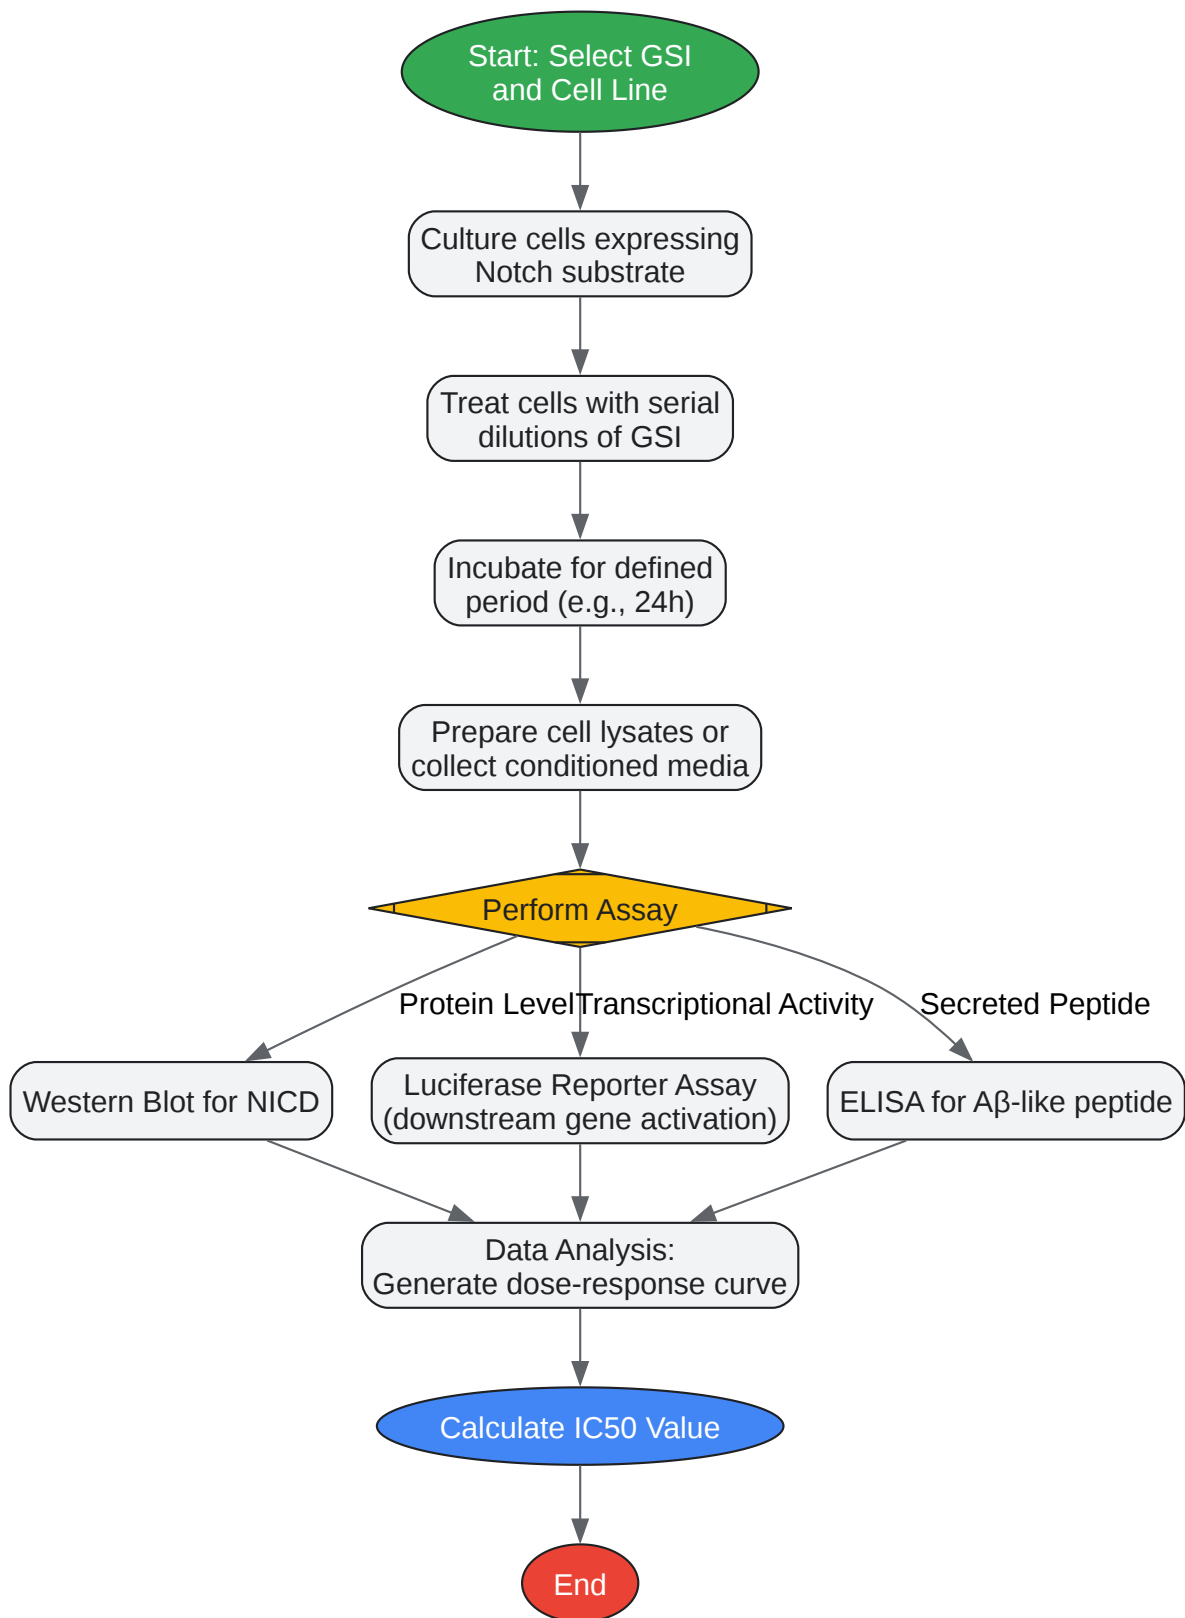 Start: Select GSI
and Cell Line
Culture cells expressing
Notch substrate
Treat cells with serial
dilutions of GSI
Incubate for defined
period (e.g., 24h)
Prepare cell lysates or
collect conditioned media
Perform Assay
Protein Level
Transcriptional Activity
Secreted Peptide
Western Blot for NICD
Luciferase Reporter Assay
(downstream gene activation)
ELISA for Aβ-like peptide
Data Analysis:
Generate dose-response curve
Calculate IC50 Value
End